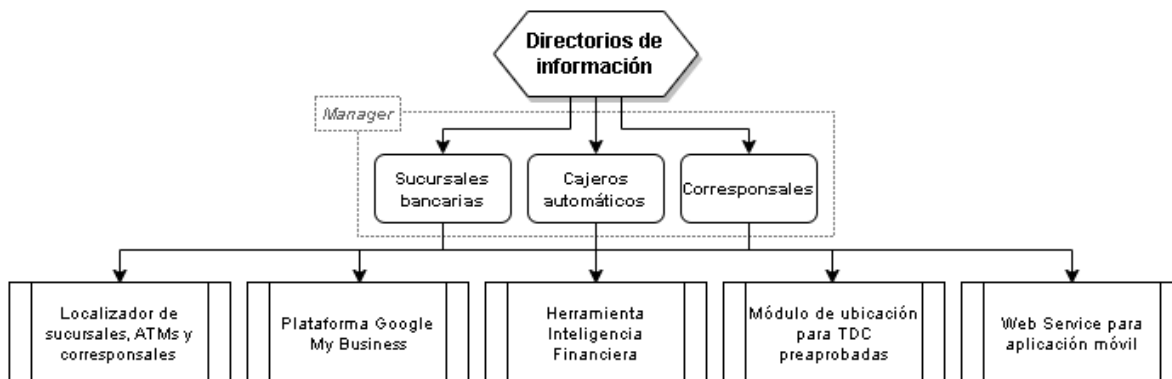 Directorios de
información
Manager
Sucursales
bancarias
Cajeros
automáticos
Corresponsales
Localizador de
sucursales, ATMs y
corresponsales
Plataforma Google
My Business
Herramienta
Inteligencia
Financiera
Módulo de ubicación
para TDC
preaprobadas
Web Service para
aplicación móvil